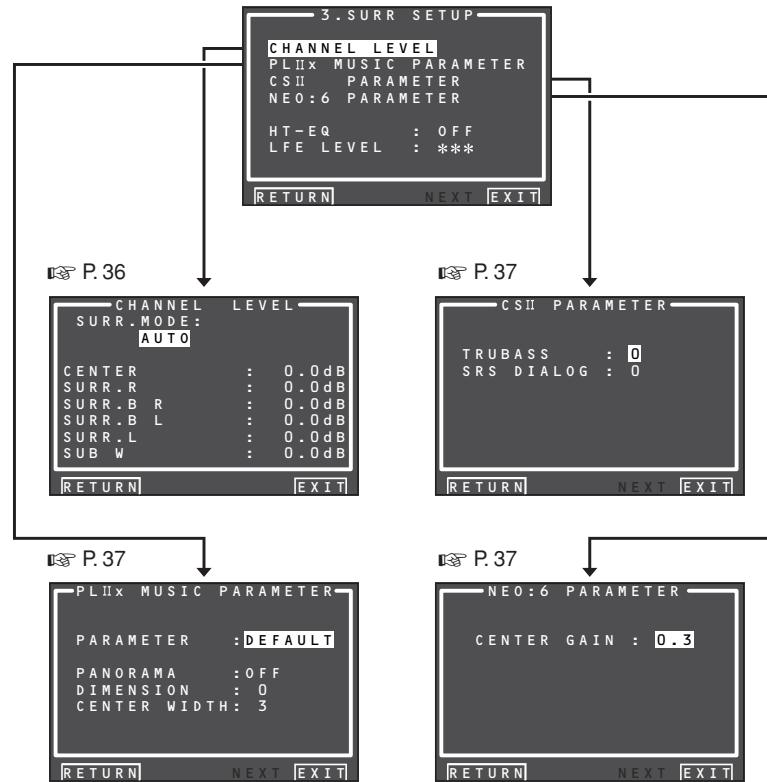 3.SURR SETUP
CHANNEL LEVEL
PLIIx MUSIC PARAMETER
CSII PARAMETER
NEO:6 PARAMETER
HT-EQ : OFF
LFE LEVEL : ***
RETURN NEXT EXIT
☞ P. 36
CHANNEL LEVEL
SURR.MODE:
AUTO
CENTER : 0.0dB
SURR.R : 0.0dB
SURR.B R : 0.0dB
SURR.B L : 0.0dB
SURR.L : 0.0dB
SUB W : 0.0dB
RETURN EXIT
☞ P. 37
CSII PARAMETER
TRUBASS : 0
SRS DIALOG : 0
RETURN NEXT EXIT
☞ P. 37
PLIIx MUSIC PARAMETER
PARAMETER :DEFAULT
PANORAMA :OFF
DIMENSION : 0
CENTER WIDTH: 3
RETURN NEXT EXIT
☞ P. 37
NEO:6 PARAMETER
CENTER GAIN : 0.3
RETURN NEXT EXIT